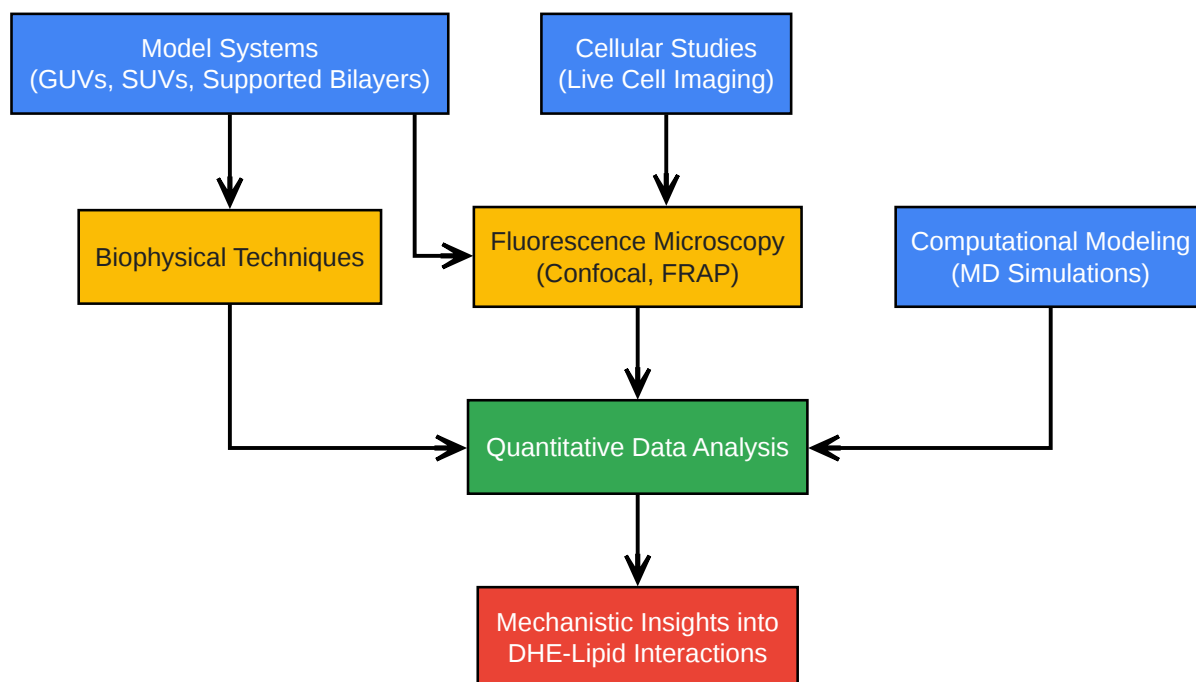 Model Systems
(GUVs, SUVs, Supported Bilayers)
Cellular Studies
(Live Cell Imaging)
Biophysical Techniques
Fluorescence Microscopy
(Confocal, FRAP)
Computational Modeling
(MD Simulations)
Quantitative Data Analysis
Mechanistic Insights into
DHE-Lipid Interactions